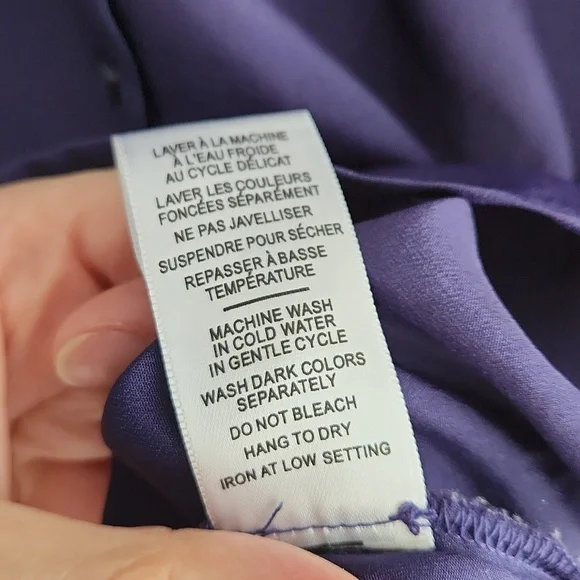 LAVER À LA MACHINE
À L'EAU FROIDE
AU CYCLE DÉLICAT
LAVER LES COULEURS
FONCÉES SÉPARÉMENT
NE PAS JAVELLISER
SUSPENDRE POUR SÉCHER
REPASSER À BASSE
TEMPÉRATURE
MACHINE WASH
IN COLD WATER
IN GENTLE CYCLE
WASH DARK COLORS
SEPARATELY
DO NOT BLEACH
HANG TO DRY
IRON AT LOW SETTING